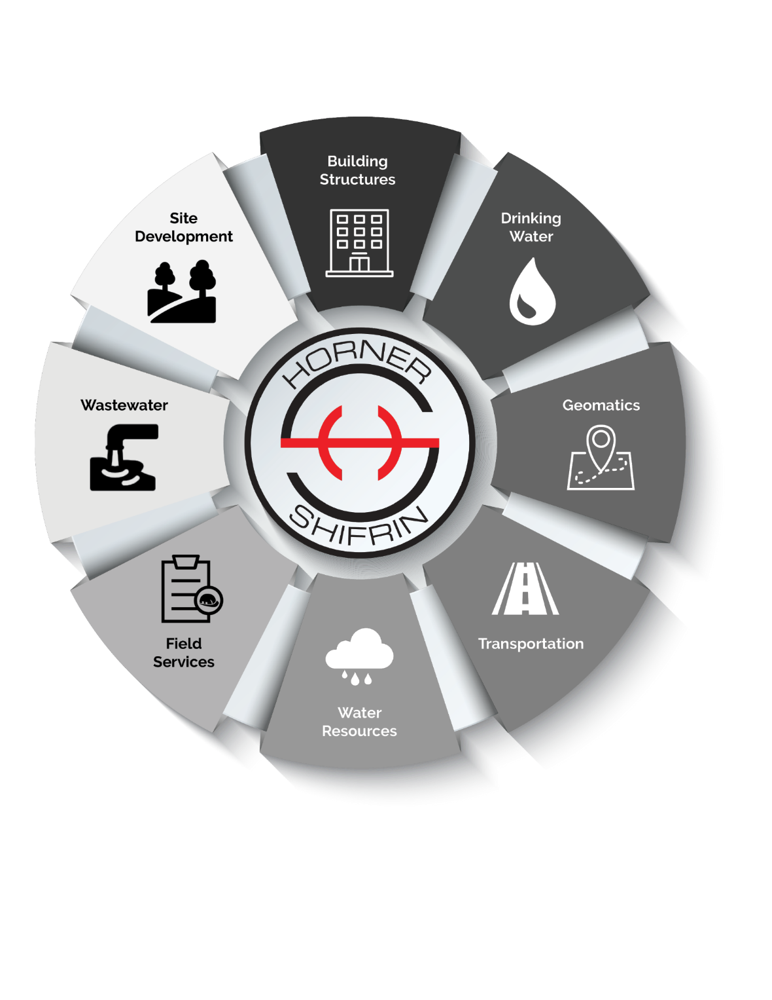 Building
Structures
Drinking
Water
Site
Development
HORNER
Wastewater
Geomatics
SHIFRIN
Field
Services
Transportation
Water
Resources